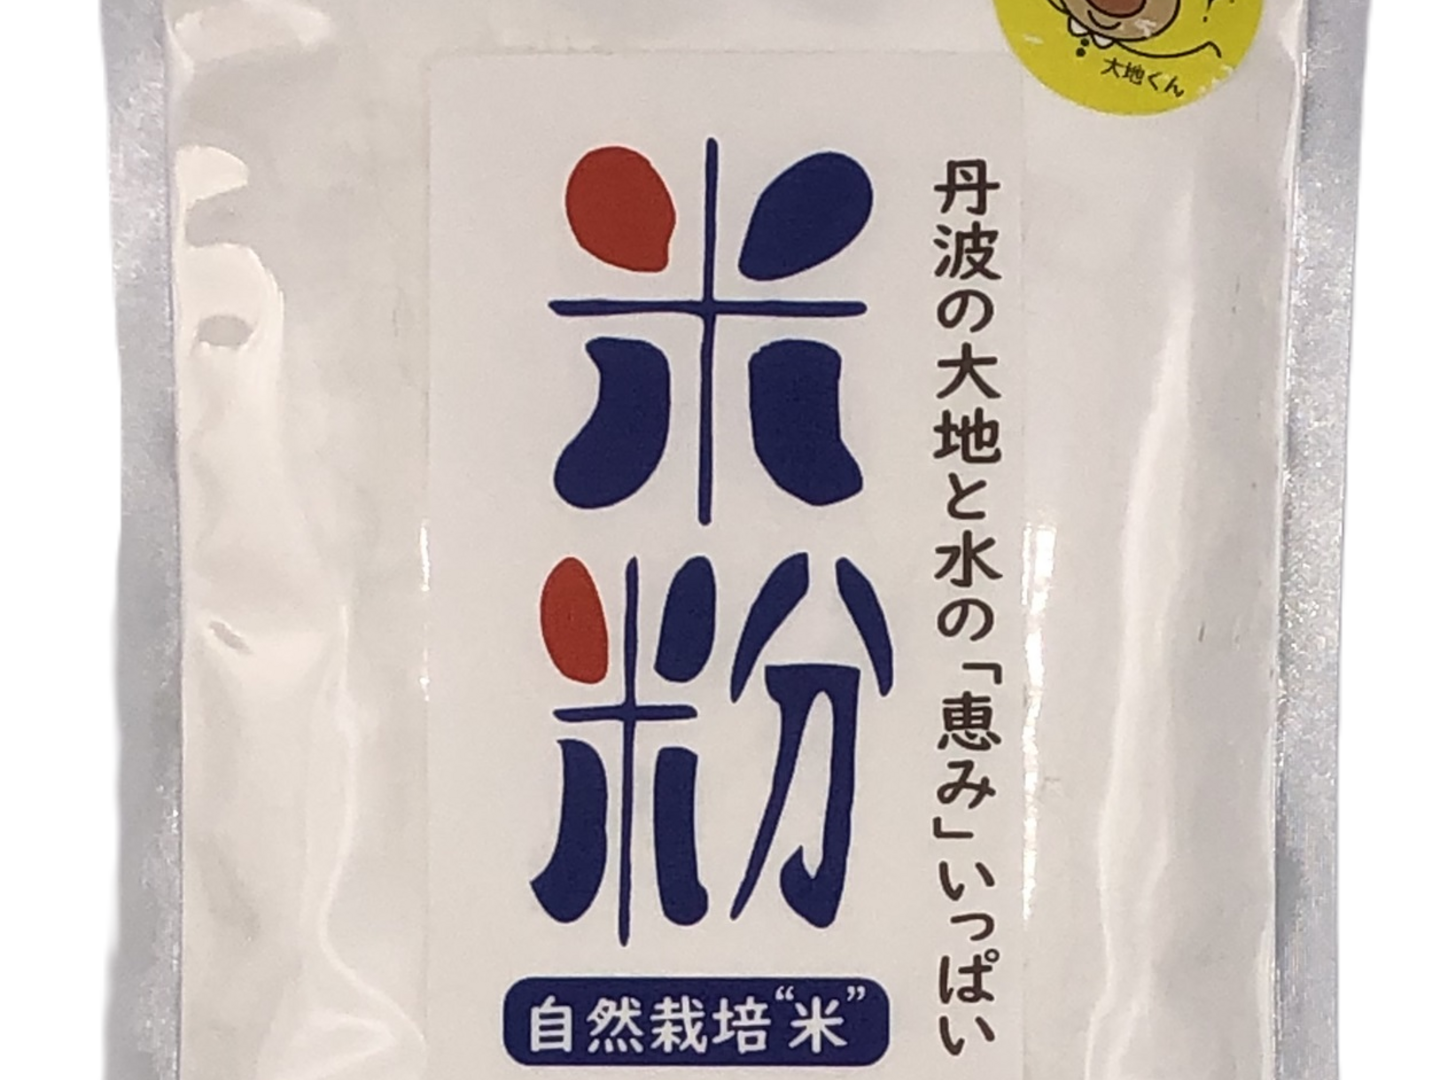 大地くん
丹波の大地と水の「恵み」いっぱい
米粉
自然栽培“米”